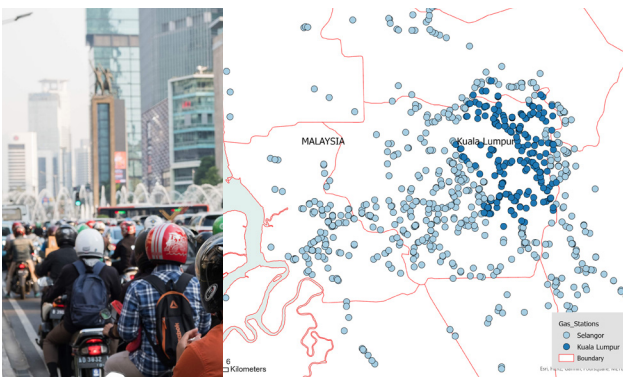 MALAYSIA
Kuala Lumpur
Gas_Stations
Selangor
Kuala Lumpur
Boundary
6
Kilometers